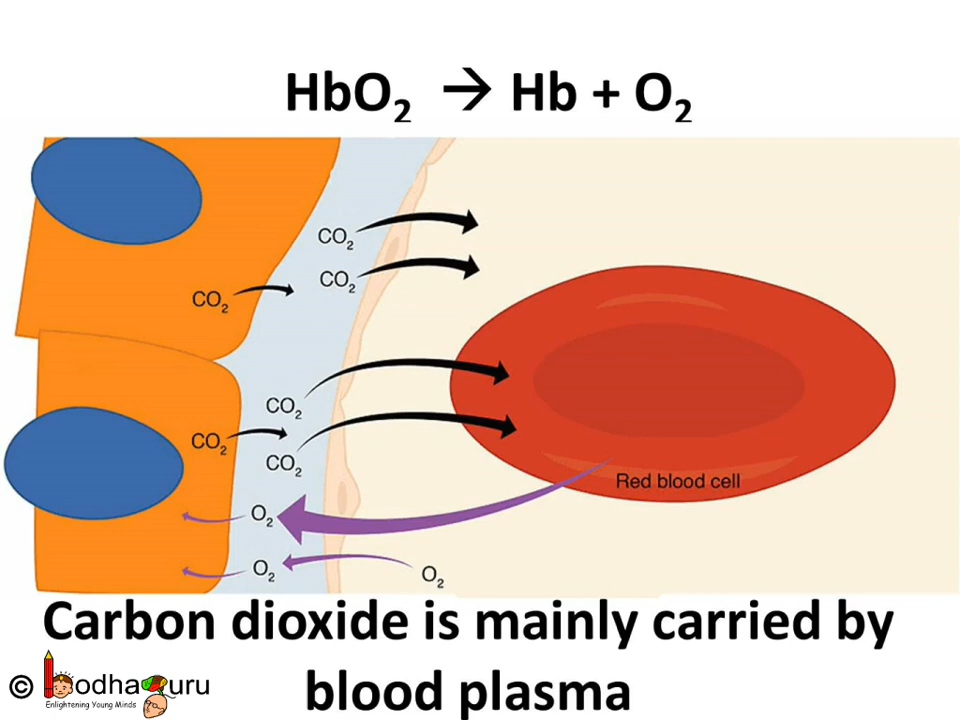 HbO₂ → Hb + O₂
CO₂
CO₂
CO₂
CO₂
CO₂
CO₂
Red blood cell
O₂
O₂
O₂
Carbon dioxide is mainly carried by
blood plasma
© bodhaguru
Enlightening Young Minds